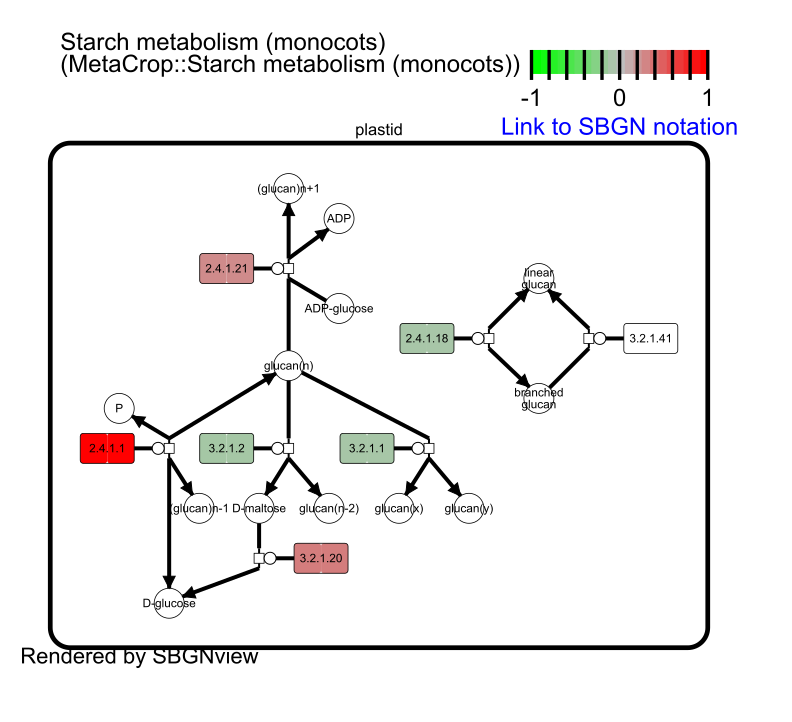 Starch metabolism (monocots)
(MetaCrop::Starch metabolism (monocots))
-1 0 1
Link to SBGN notation
plastid
(glucan)n+1
ADP
2.4.1.21
linear
glucan
ADP-glucose
2.4.1.18
3.2.1.41
glucan(n)
branched
glucan
P
2.4.1.1
3.2.1.2
3.2.1.1
(glucan)n-1
D-maltose
glucan(n-2)
glucan(x)
glucan(y)
3.2.1.20
D-glucose
Rendered by SBGNview